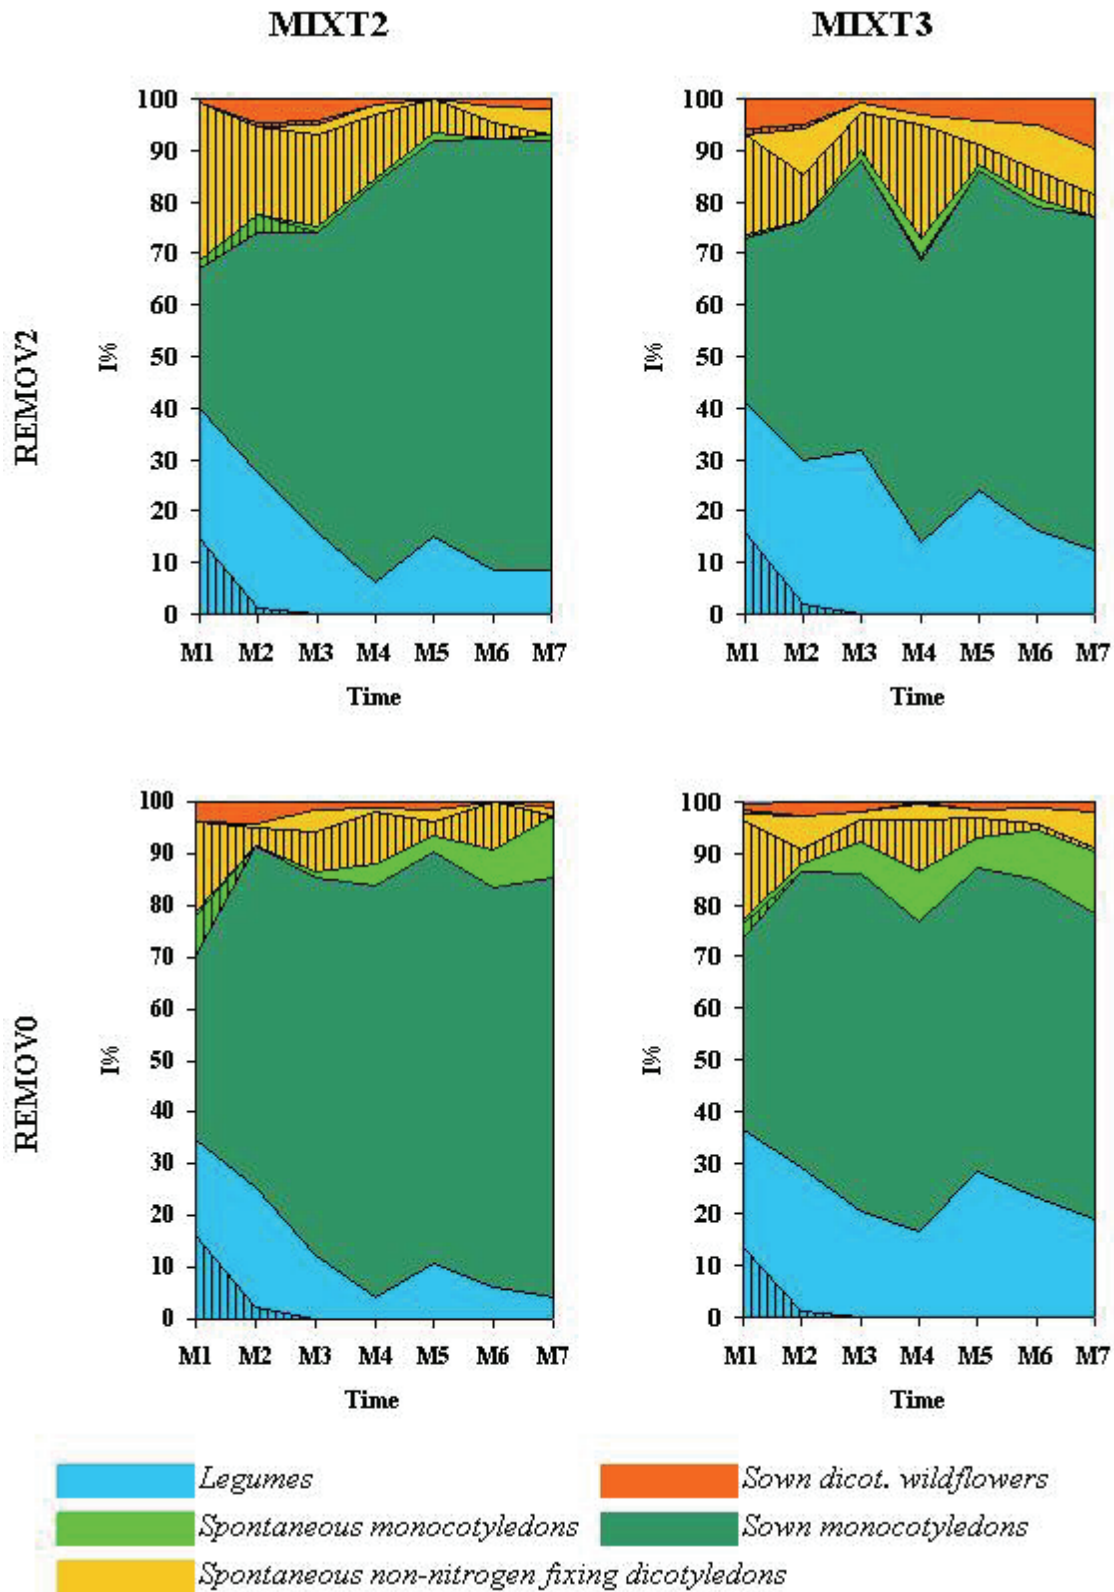 MIXT2 MIXT3
REMOV2
I%
100
90
80
70
60
50
40
30
20
10
0
M1 M2 M3 M4 M5 M6 M7
Time
I%
100
90
80
70
60
50
40
30
20
10
0
M1 M2 M3 M4 M5 M6 M7
Time
REMOV0
I%
100
90
80
70
60
50
40
30
20
10
0
M1 M2 M3 M4 M5 M6 M7
Time
I%
100
90
80
70
60
50
40
30
20
10
0
M1 M2 M3 M4 M5 M6 M7
Time
Legumes Sown dicot. wildflowers
Spontaneous monocotyledons Sown monocotyledons
Spontaneous non-nitrogen fixing dicotyledons